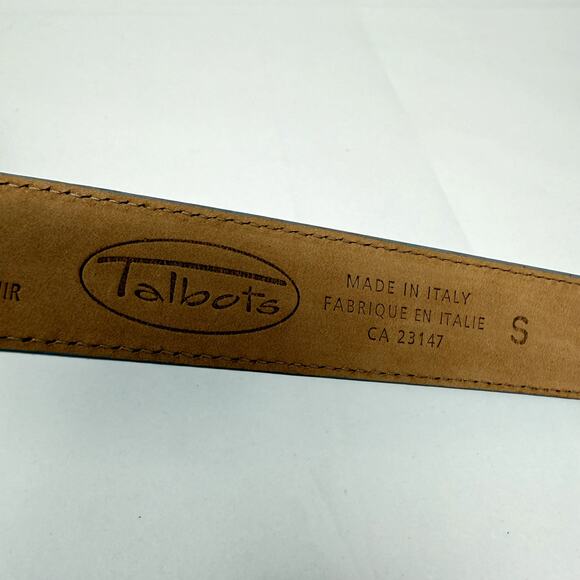 Talbots
MADE IN ITALY
FABRIQUE EN ITALIE
CA 23147
S